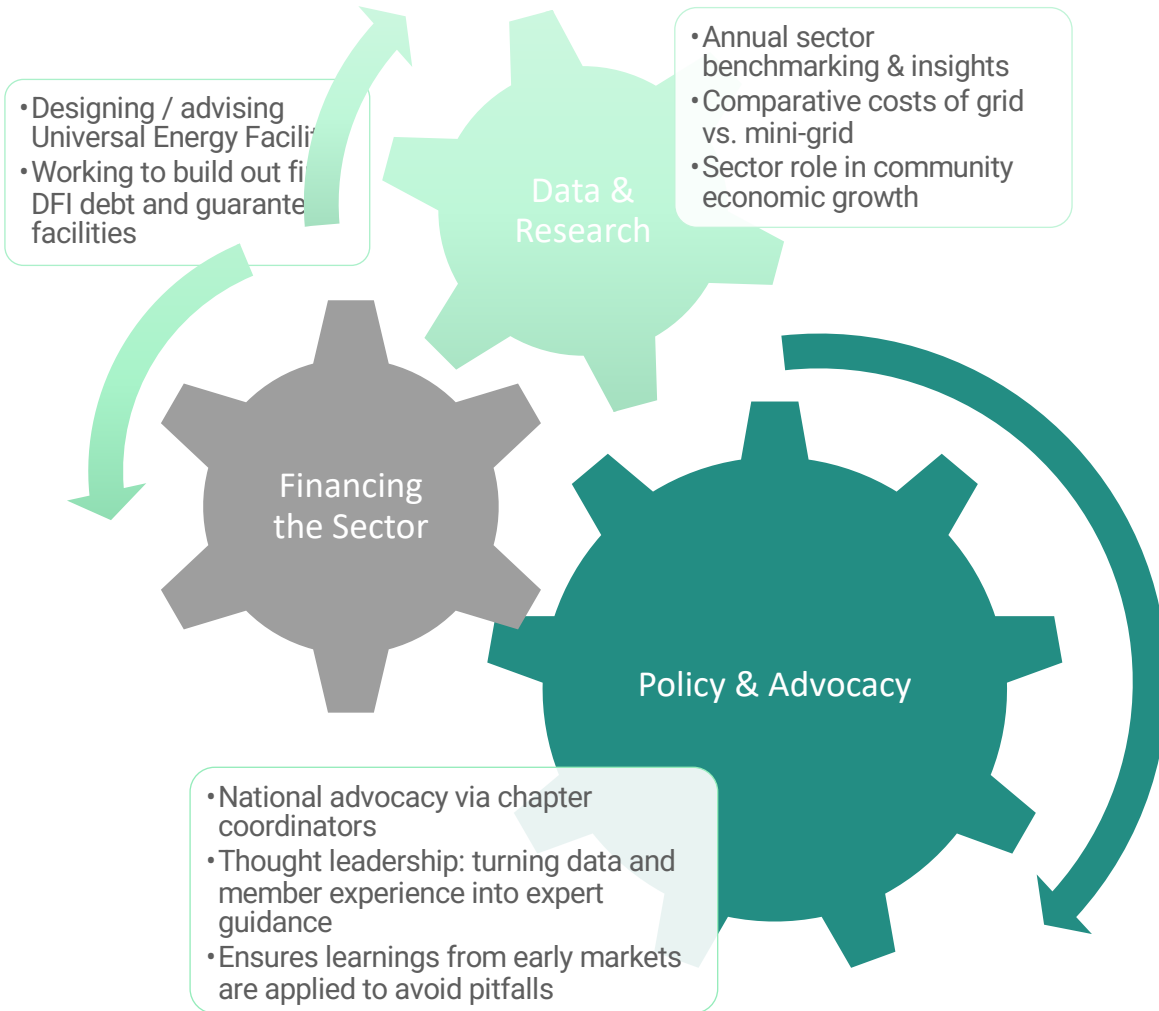 •Designing / advising
Universal Energy
•Working to build out
DFI debt and
facilities
Data &
Research
•Annual sector
benchmarking & insights
•Comparative costs of grid
vs. mini-grid
•Sector role in community
economic growth
Financing
the Sector
Policy & Advocacy
•National advocacy via chapter
coordinators
•Thought leadership: turning data and
member experience into expert
guidance
•Ensures learnings from early markets
are applied to avoid pitfalls